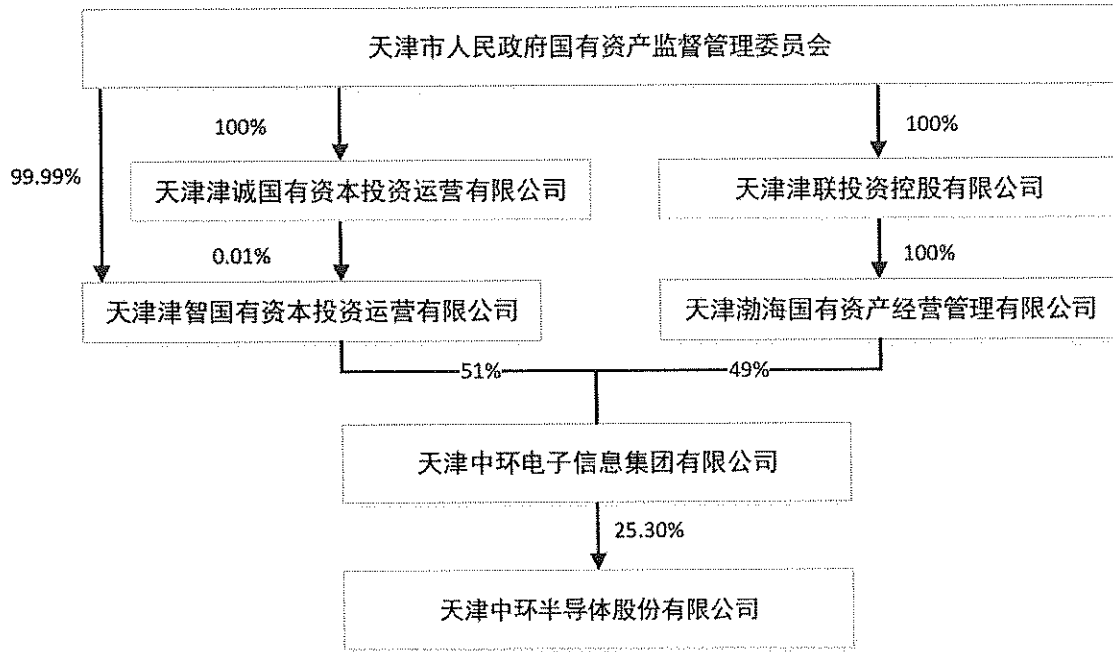 天津市人民政府国有资产监督管理委员会
100%
100%
99.99%
天津津诚国有资本投资运营有限公司
天津津联投资控股有限公司
0.01%
100%
天津津智国有资本投资运营有限公司
天津渤海国有资产经营管理有限公司
51%
49%
天津中环电子信息集团有限公司
25.30%
天津中环半导体股份有限公司